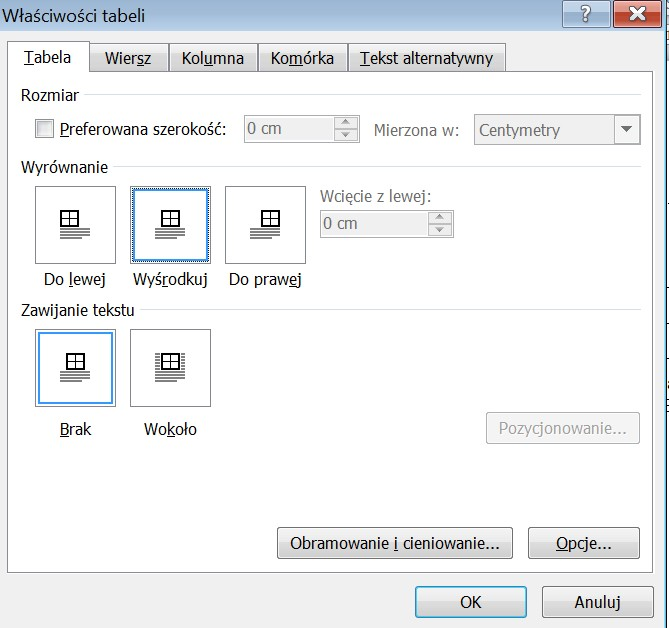 Właściwości tabeli
?
Tabela Wiersz Kolumna Komórka Tekst alternatywny
Rozmiar
Preferowana szerokość: 0 cm Mierzona w: Centymetry
Wyrównanie
Wcięcie z lewej:
0 cm
Do lewej Wyśrodkuj Do prawej
Zawijanie tekstu
Brak Wokoło
Pozycjonowanie...
Obramowanie i cieniowanie... Opcje...
OK Anuluj